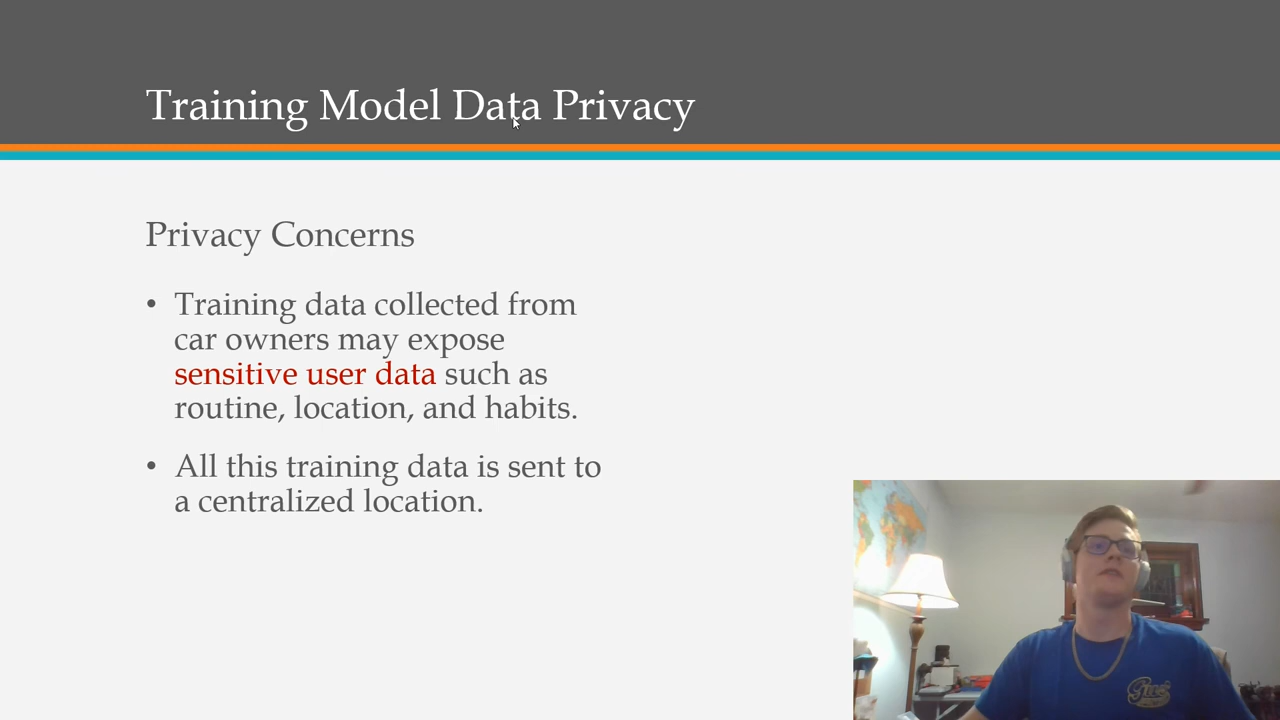 Training Model Data Privacy
Privacy Concerns
• Training data collected from
car owners may expose
sensitive user data such as
routine, location, and habits.
• All this training data is sent to
a centralized location.